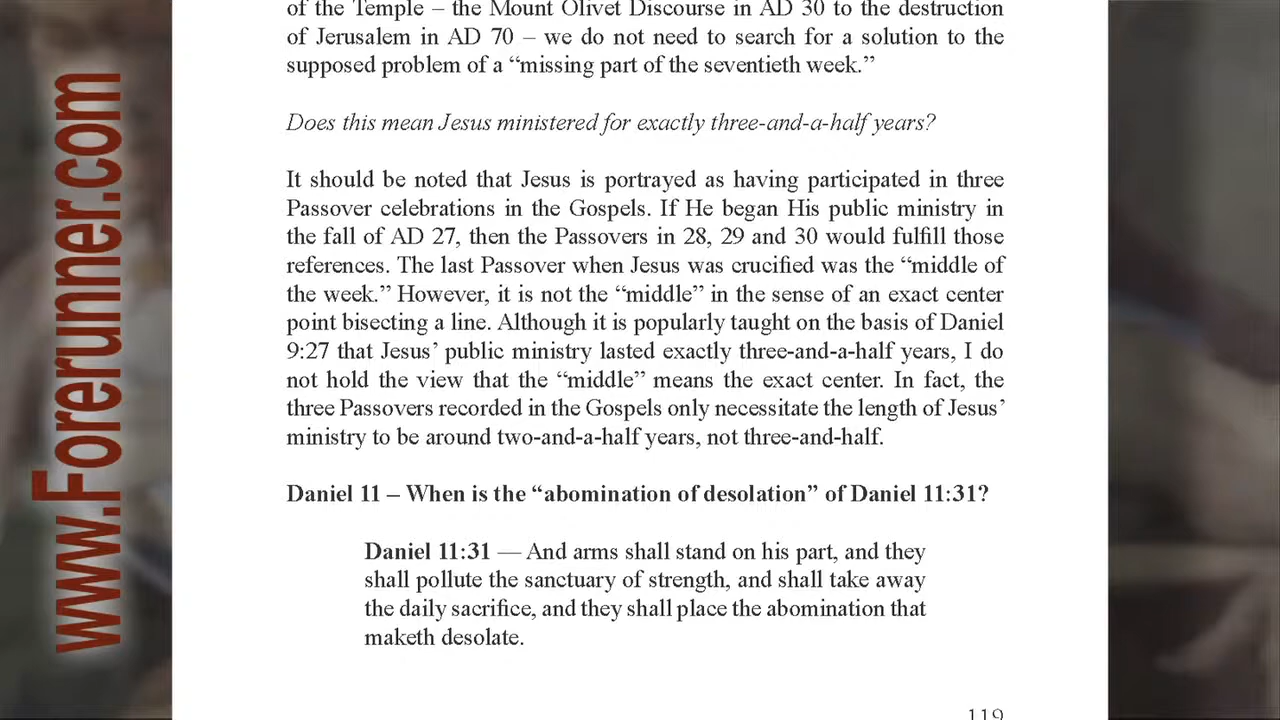 of the Temple – the Mount Olivet Discourse in AD 30 to the destruction
of Jerusalem in AD 70 – we do not need to search for a solution to the
supposed problem of a “missing part of the seventieth week.”
Does this mean Jesus ministered for exactly three-and-a-half years?
It should be noted that Jesus is portrayed as having participated in three
Passover celebrations in the Gospels. If He began His public ministry in
the fall of AD 27, then the Passovers in 28, 29 and 30 would fulfill those
references. The last Passover when Jesus was crucified was the “middle of
the week.” However, it is not the “middle” in the sense of an exact center
point bisecting a line. Although it is popularly taught on the basis of Daniel
9:27 that Jesus’ public ministry lasted exactly three-and-a-half years, I do
not hold the view that the “middle” means the exact center. In fact, the
three Passovers recorded in the Gospels only necessitate the length of Jesus’
ministry to be around two-and-a-half years, not three-and-half.
Daniel 11 – When is the “abomination of desolation” of Daniel 11:31?
Daniel 11:31 — And arms shall stand on his part, and they
shall pollute the sanctuary of strength, and shall take away
the daily sacrifice, and they shall place the abomination that
maketh desolate.
119
www.Forerunner.com